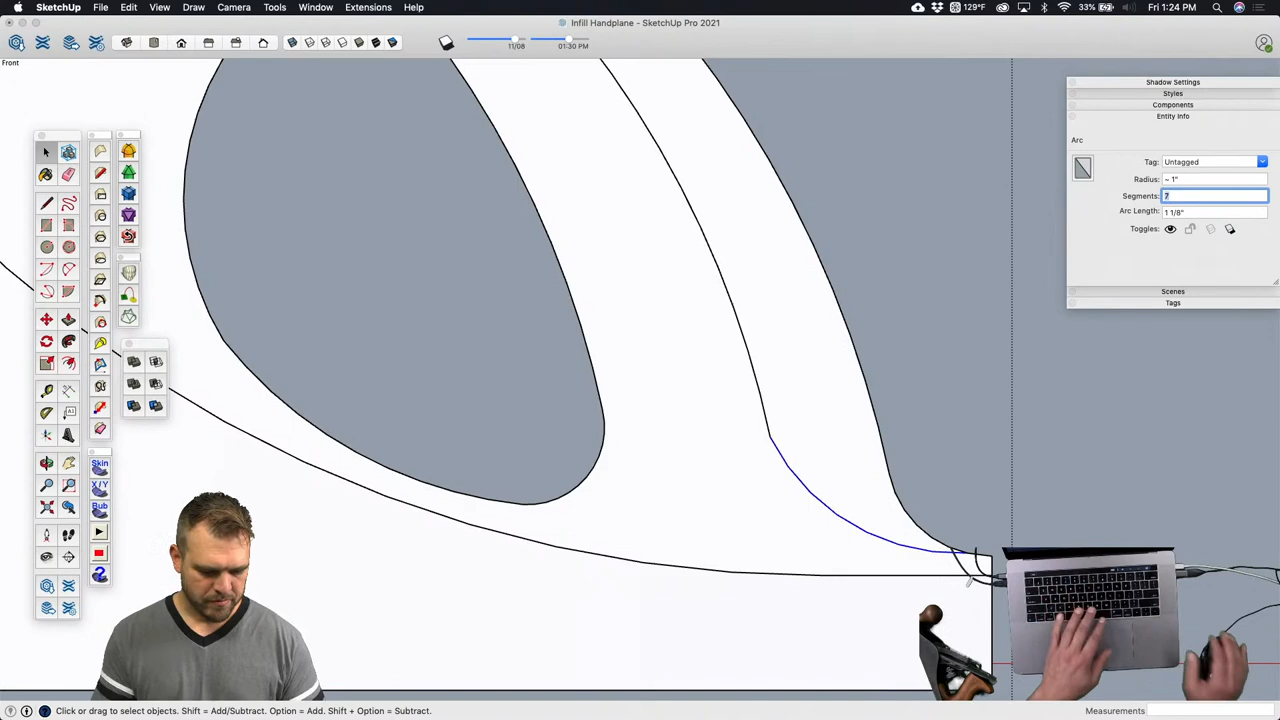 SketchUp File Edit View Draw Camera Tools Window Extensions Help
129°F 33% Fri 1:24 PM
Infill Handplane - SketchUp Pro 2021
11/08 01:30 PM
Front
Shadow Settings
Styles
Components
Entity Info
Arc
Tag: Untagged
Radius: ~ 1"
Segments: 7
Arc Length: 1 1/8"
Toggles:
Scenes
Tags
Skin
X/Y
Bub
Click or drag to select objects. Shift = Add/Subtract. Option = Add. Shift + Option = Subtract.
Measurements